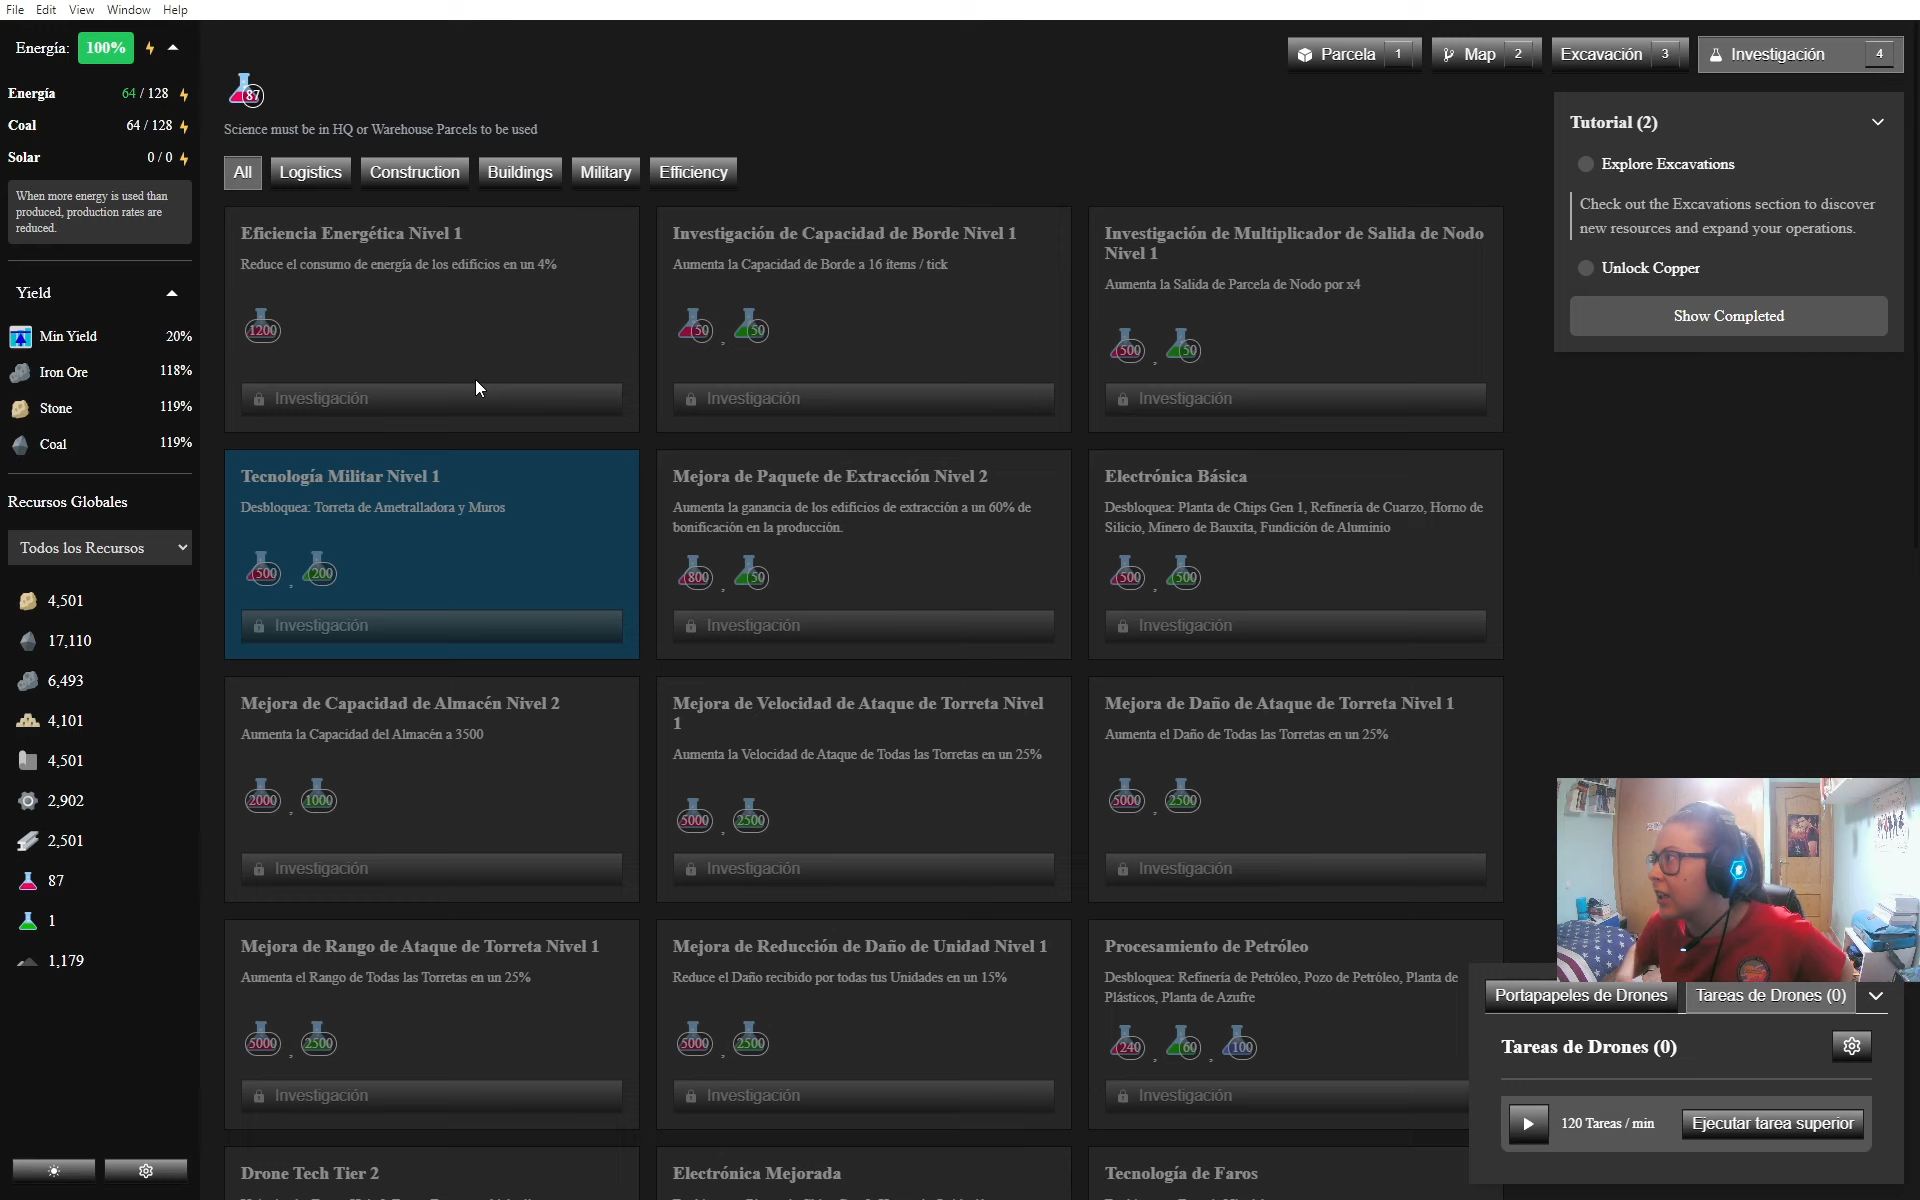 File Edit View Window Help
Energía: 100%
Energía 64 / 128
Coal 64 / 128
Solar 0 / 0
When more energy is used than
produced, production rates are
reduced.
Yield
Min Yield 20%
Iron Ore 118%
Stone 119%
Coal 119%
Recursos Globales
Todos los Recursos
4,501
17,110
6,493
4,101
4,501
2,902
2,501
87
1
1,179
Parcela 1
Map 2
Excavación 3
Investigación 4
87
Science must be in HQ or Warehouse Parcels to be used
All Logistics Construction Buildings Military Efficiency
Eficiencia Energética Nivel 1
Reduce el consumo de energía de los edificios en un 4%
1200
Investigación
Investigación de Capacidad de Borde Nivel 1
Aumenta la Capacidad de Borde a 16 ítems / tick
50 , 50
Investigación
Investigación de Multiplicador de Salida de Nodo
Nivel 1
Aumenta la Salida de Parcela de Nodo por x4
500 , 50
Investigación
Tecnología Militar Nivel 1
Desbloquea: Torreta de Ametralladora y Muros
500 , 200
Investigación
Mejora de Paquete de Extracción Nivel 2
Aumenta la ganancia de los edificios de extracción a un 60% de
bonificación en la producción.
800 , 50
Investigación
Electrónica Básica
Desbloquea: Planta de Chips Gen 1, Refinería de Cuarzo, Horno de
Silicio, Minero de Bauxita, Fundición de Aluminio
500 , 500
Investigación
Mejora de Capacidad de Almacén Nivel 2
Aumenta la Capacidad del Almacén a 3500
2000 , 1000
Investigación
Mejora de Velocidad de Ataque de Torreta Nivel
1
Aumenta la Velocidad de Ataque de Todas las Torretas en un 25%
5000 , 2500
Investigación
Mejora de Daño de Ataque de Torreta Nivel 1
Aumenta el Daño de Todas las Torretas en un 25%
5000 , 2500
Investigación
Mejora de Rango de Ataque de Torreta Nivel 1
Aumenta el Rango de Todas las Torretas en un 25%
5000 , 2500
Investigación
Mejora de Reducción de Daño de Unidad Nivel 1
Reduce el Daño recibido por todas tus Unidades en un 15%
5000 , 2500
Investigación
Procesamiento de Petróleo
Desbloquea: Refinería de Petróleo, Pozo de Petróleo, Planta de
Plásticos, Planta de Azufre
240 , 60 , 100
Investigación
Drone Tech Tier 2
Electrónica Mejorada
Tecnología de Faros
Tutorial (2)
Explore Excavations
Check out the Excavations section to discover
new resources and expand your operations.
Unlock Copper
Show Completed
Portapapeles de Drones Tareas de Drones (0)
Tareas de Drones (0)
120 Tareas / min Ejecutar tarea superior